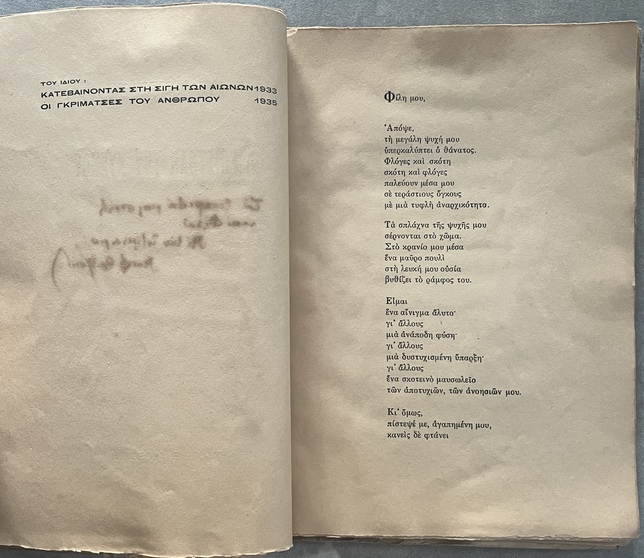 ΤΟΥ ΙΔΙΟΥ :
ΚΑΤΕΒΑΙΝΟΝΤΑΣ ΣΤΗ ΣΙΓΗ ΤΩΝ ΑΙΩΝΩΝ 1933
ΟΙ ΓΚΡΙΜΑΤΣΕΣ ΤΟΥ ΑΝΘΡΩΠΟΥ 1935
Φίλη μου,
Ἀπόψε,
τὴ μεγάλη ψυχή μου
ὑπερκαλύπτει ὁ θάνατος.
Φλόγες καὶ σκότη
σκότη καὶ φλόγες
παλεύουν μέσα μου
σὲ τεράστιους ὄγκους
μὲ μιὰ τυφλὴ ἀναρχικότητα.
Τὰ σπλάχνα τῆς ψυχῆς μου
σέρνονται στὸ χῶμα.
Στὸ κρανίο μου μέσα
ἕνα μαῦρο πουλὶ
στὴ λευκή μου οὐσία
βυθίζει τὸ ράμφος του.
Εἶμαι
ἕνα αἴνιγμα ἄλυτο·
γι' ἄλλους
μιὰ ἀνάποδη φύση·
γι' ἄλλους
μιὰ δυστυχισμένη ὕπαρξη·
γι' ἄλλους
ἕνα σκοτεινὸ μαυσωλεῖο
τῶν ἀποτυχιῶν, τῶν ἀνοησιῶν μου.
Κι' ὅμως,
πίστεψέ με, ἀγαπημένη μου,
κανεὶς δὲ φτάνει